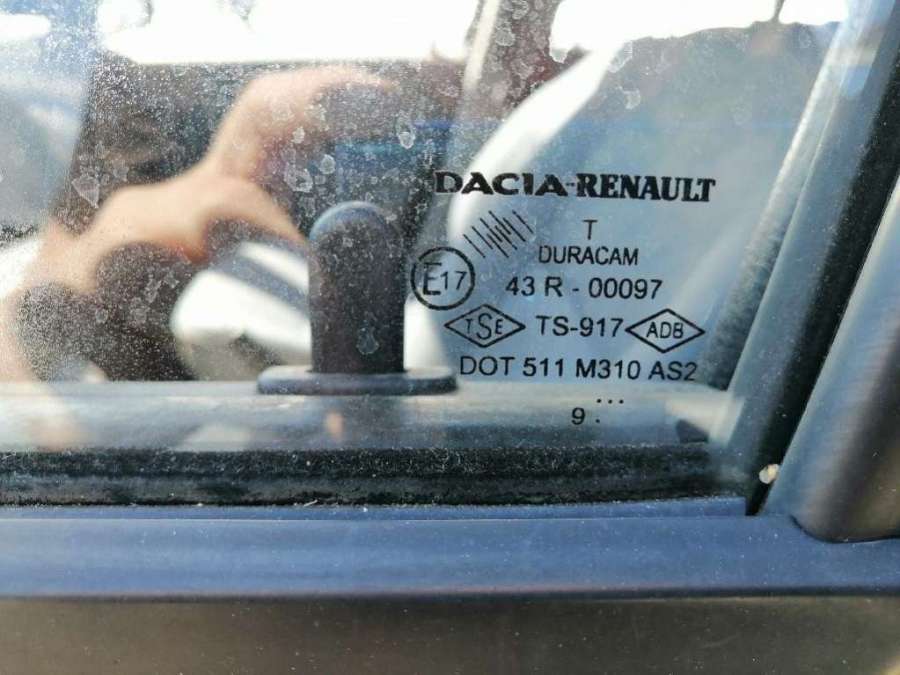 DACIA-RENAULT
T
DURACAM
E17
43 R - 00097
TSE TS-917 ADB
DOT 511 M310 AS2
...
9 .